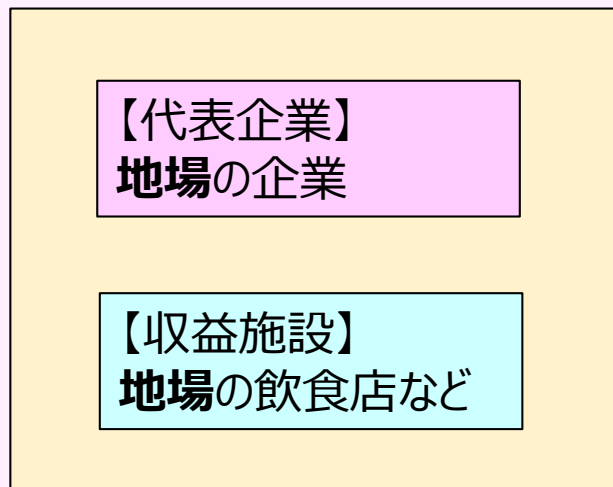 【代表企業】
地場の企業
【収益施設】
地場の飲食店など